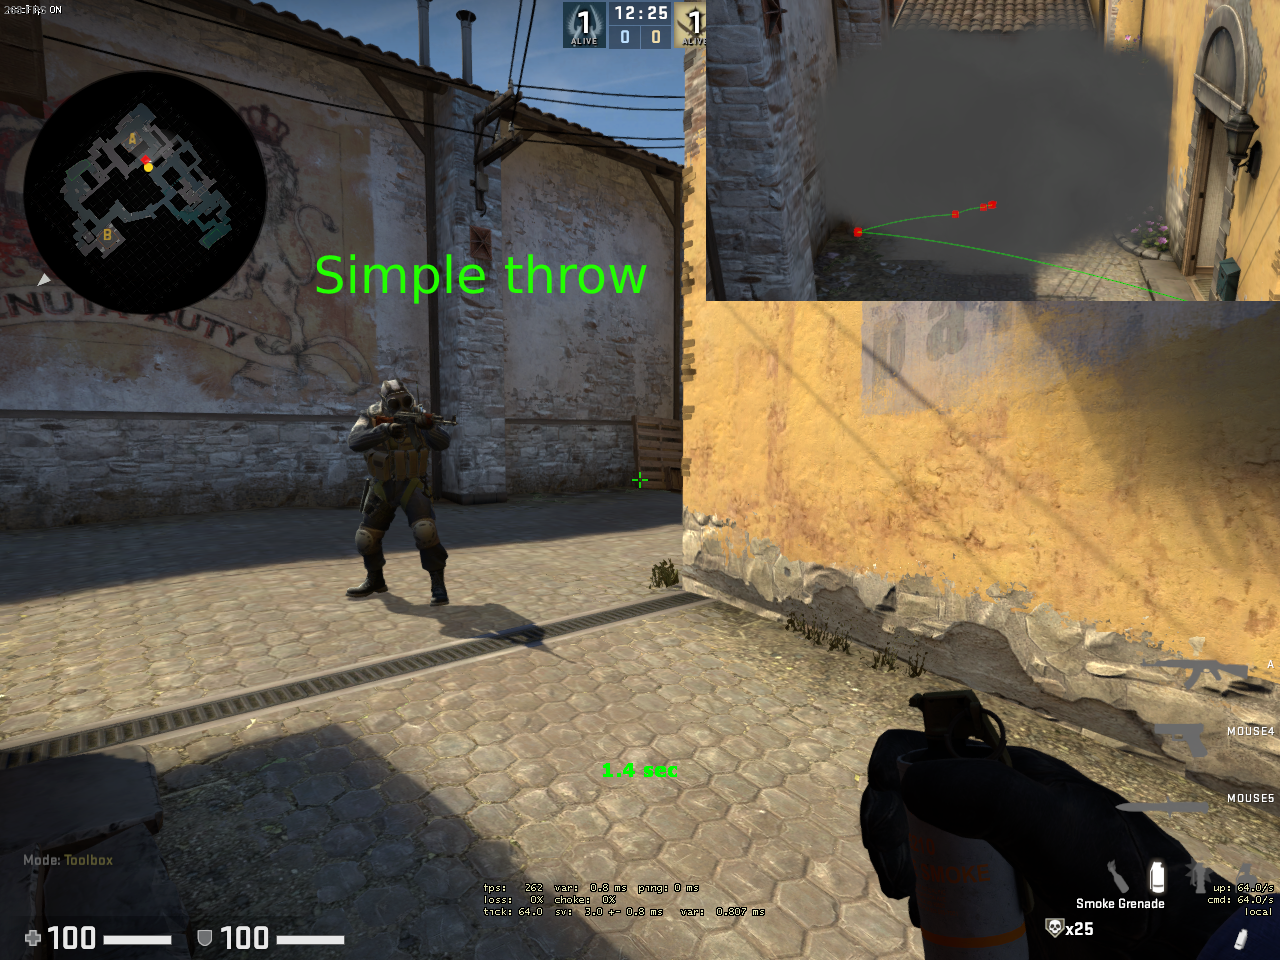 1
ALIVE
12:25
0 0
1
ALIVE
A
B
Simple throw
1.4 sec
A
MOUSE4
MOUSE5
Mode: Toolbox
fps: 262 var: 0.8 ms ping: 0 ms
loss: 0% choke: 0%
tick: 64.0 sv: 3.0 +- 0.8 ms var: 0.807 ms
up: 64.0/s
cmd: 64.0/s
local
Smoke Grenade
x25
100 100